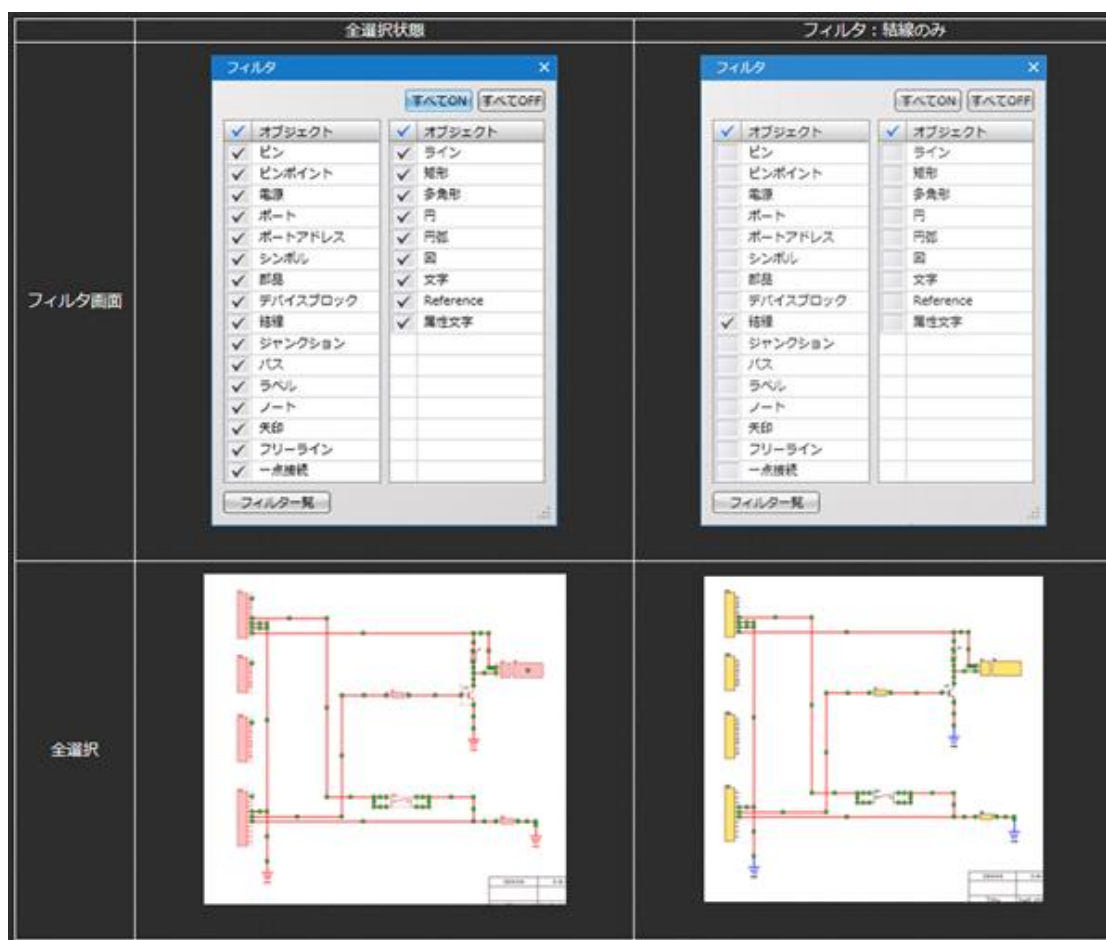 全選択状態
フィルタ：結線のみ
フィルタ画面
フィルタ
すべてON すべてOFF
オブジェクト オブジェクト
ピン ライン
ピンポイント 矩形
電源 多角形
ポート 円
ポートアドレス 円弧
シンボル 図
部品 文字
デバイスブロック Reference
結線 属性文字
ジャンクション
バス
ラベル
ノート
矢印
フリーライン
一点接続
フィルター覧
フィルタ
すべてON すべてOFF
オブジェクト オブジェクト
ピン ライン
ピンポイント 矩形
電源 多角形
ポート 円
ポートアドレス 円弧
シンボル 図
部品 文字
デバイスブロック Reference
結線 属性文字
ジャンクション
バス
ラベル
ノート
矢印
フリーライン
一点接続
フィルター覧
全選択